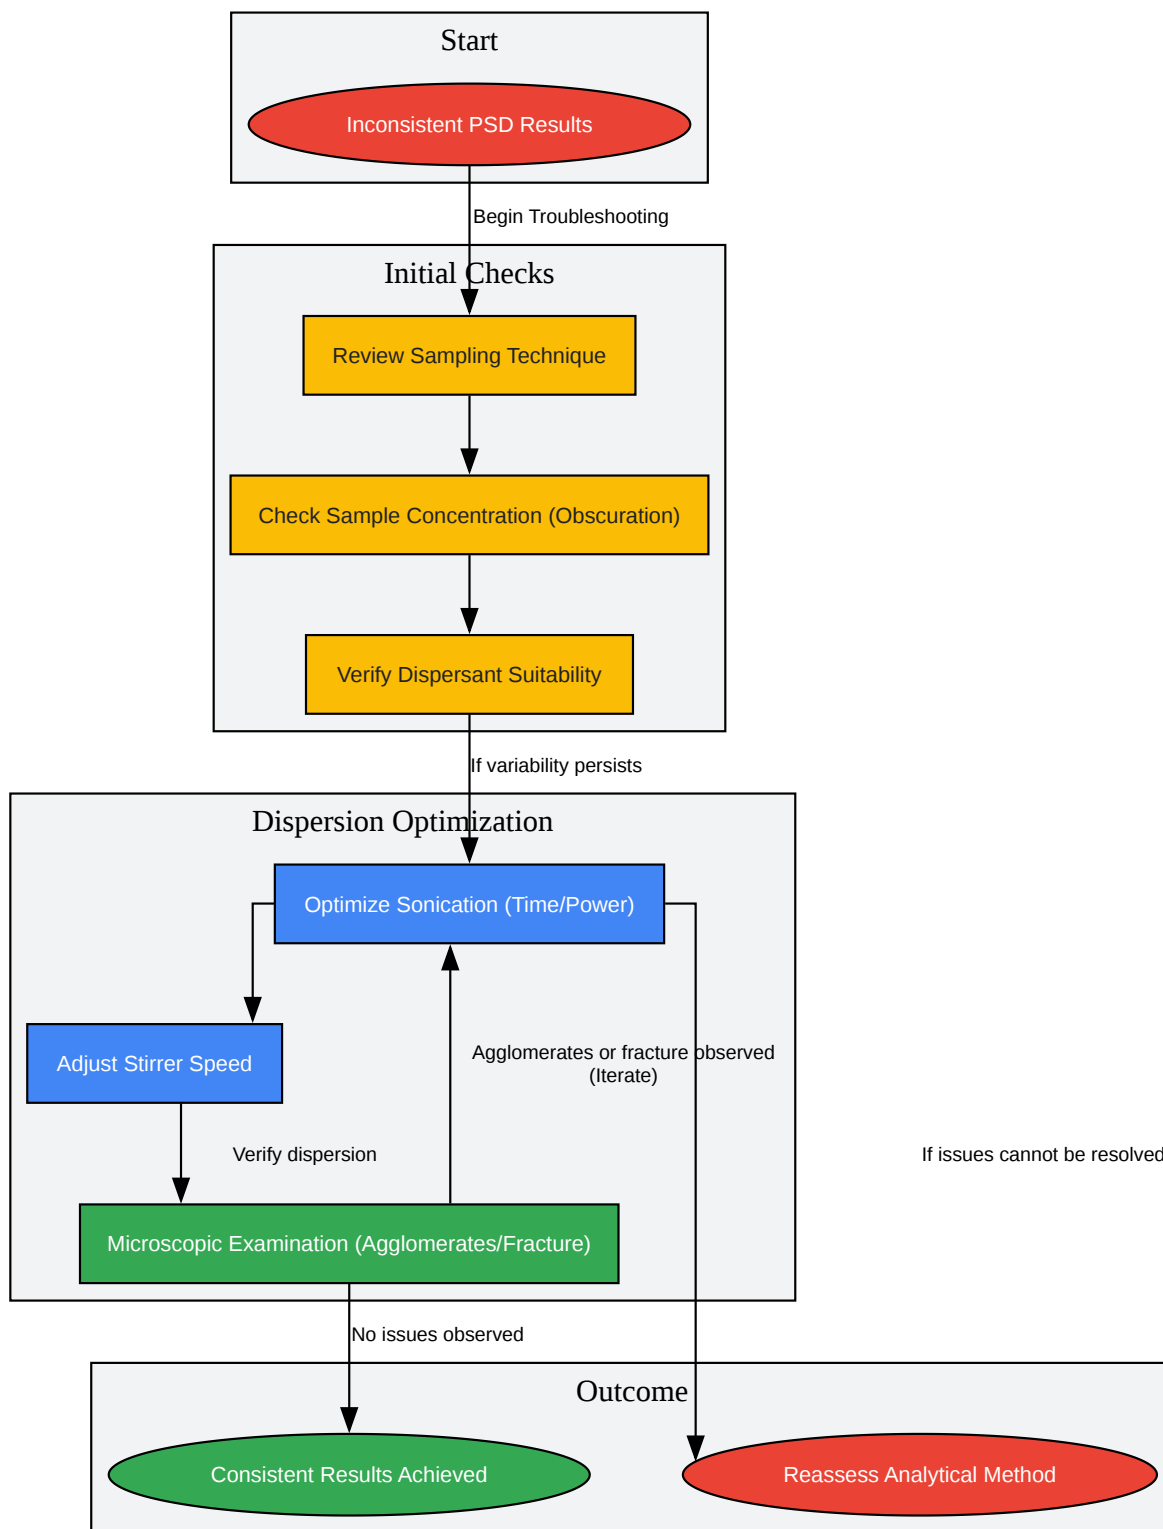 Start
Inconsistent PSD Results
Begin Troubleshooting
Initial Checks
Review Sampling Technique
Check Sample Concentration (Obscuration)
Verify Dispersant Suitability
If variability persists
Dispersion Optimization
Optimize Sonication (Time/Power)
Adjust Stirrer Speed
Agglomerates or fracture observed
(Iterate)
Verify dispersion
If issues cannot be resolved
Microscopic Examination (Agglomerates/Fracture)
No issues observed
Outcome
Consistent Results Achieved
Reassess Analytical Method